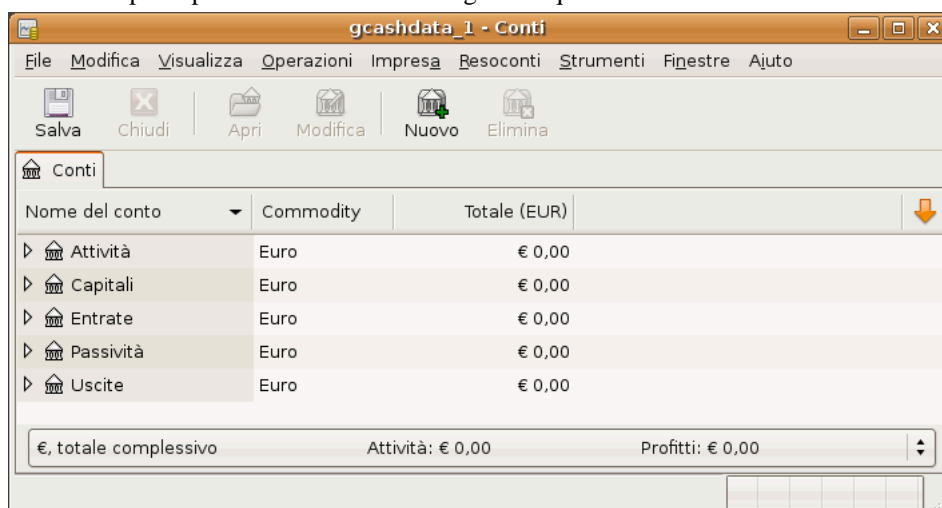 gcashdata_1 - Conti
File Modifica Visualizza Operazioni Impresa Resoconti Strumenti Finestre Aiuto
Salva Chiudi Apri Modifica Nuovo Elimina
Conti
Nome del conto Commodity Totale (EUR)
Attività Euro € 0,00
Capitali Euro € 0,00
Entrate Euro € 0,00
Passività Euro € 0,00
Uscite Euro € 0,00
€, totale complessivo Attività: € 0,00 Profitti: € 0,00